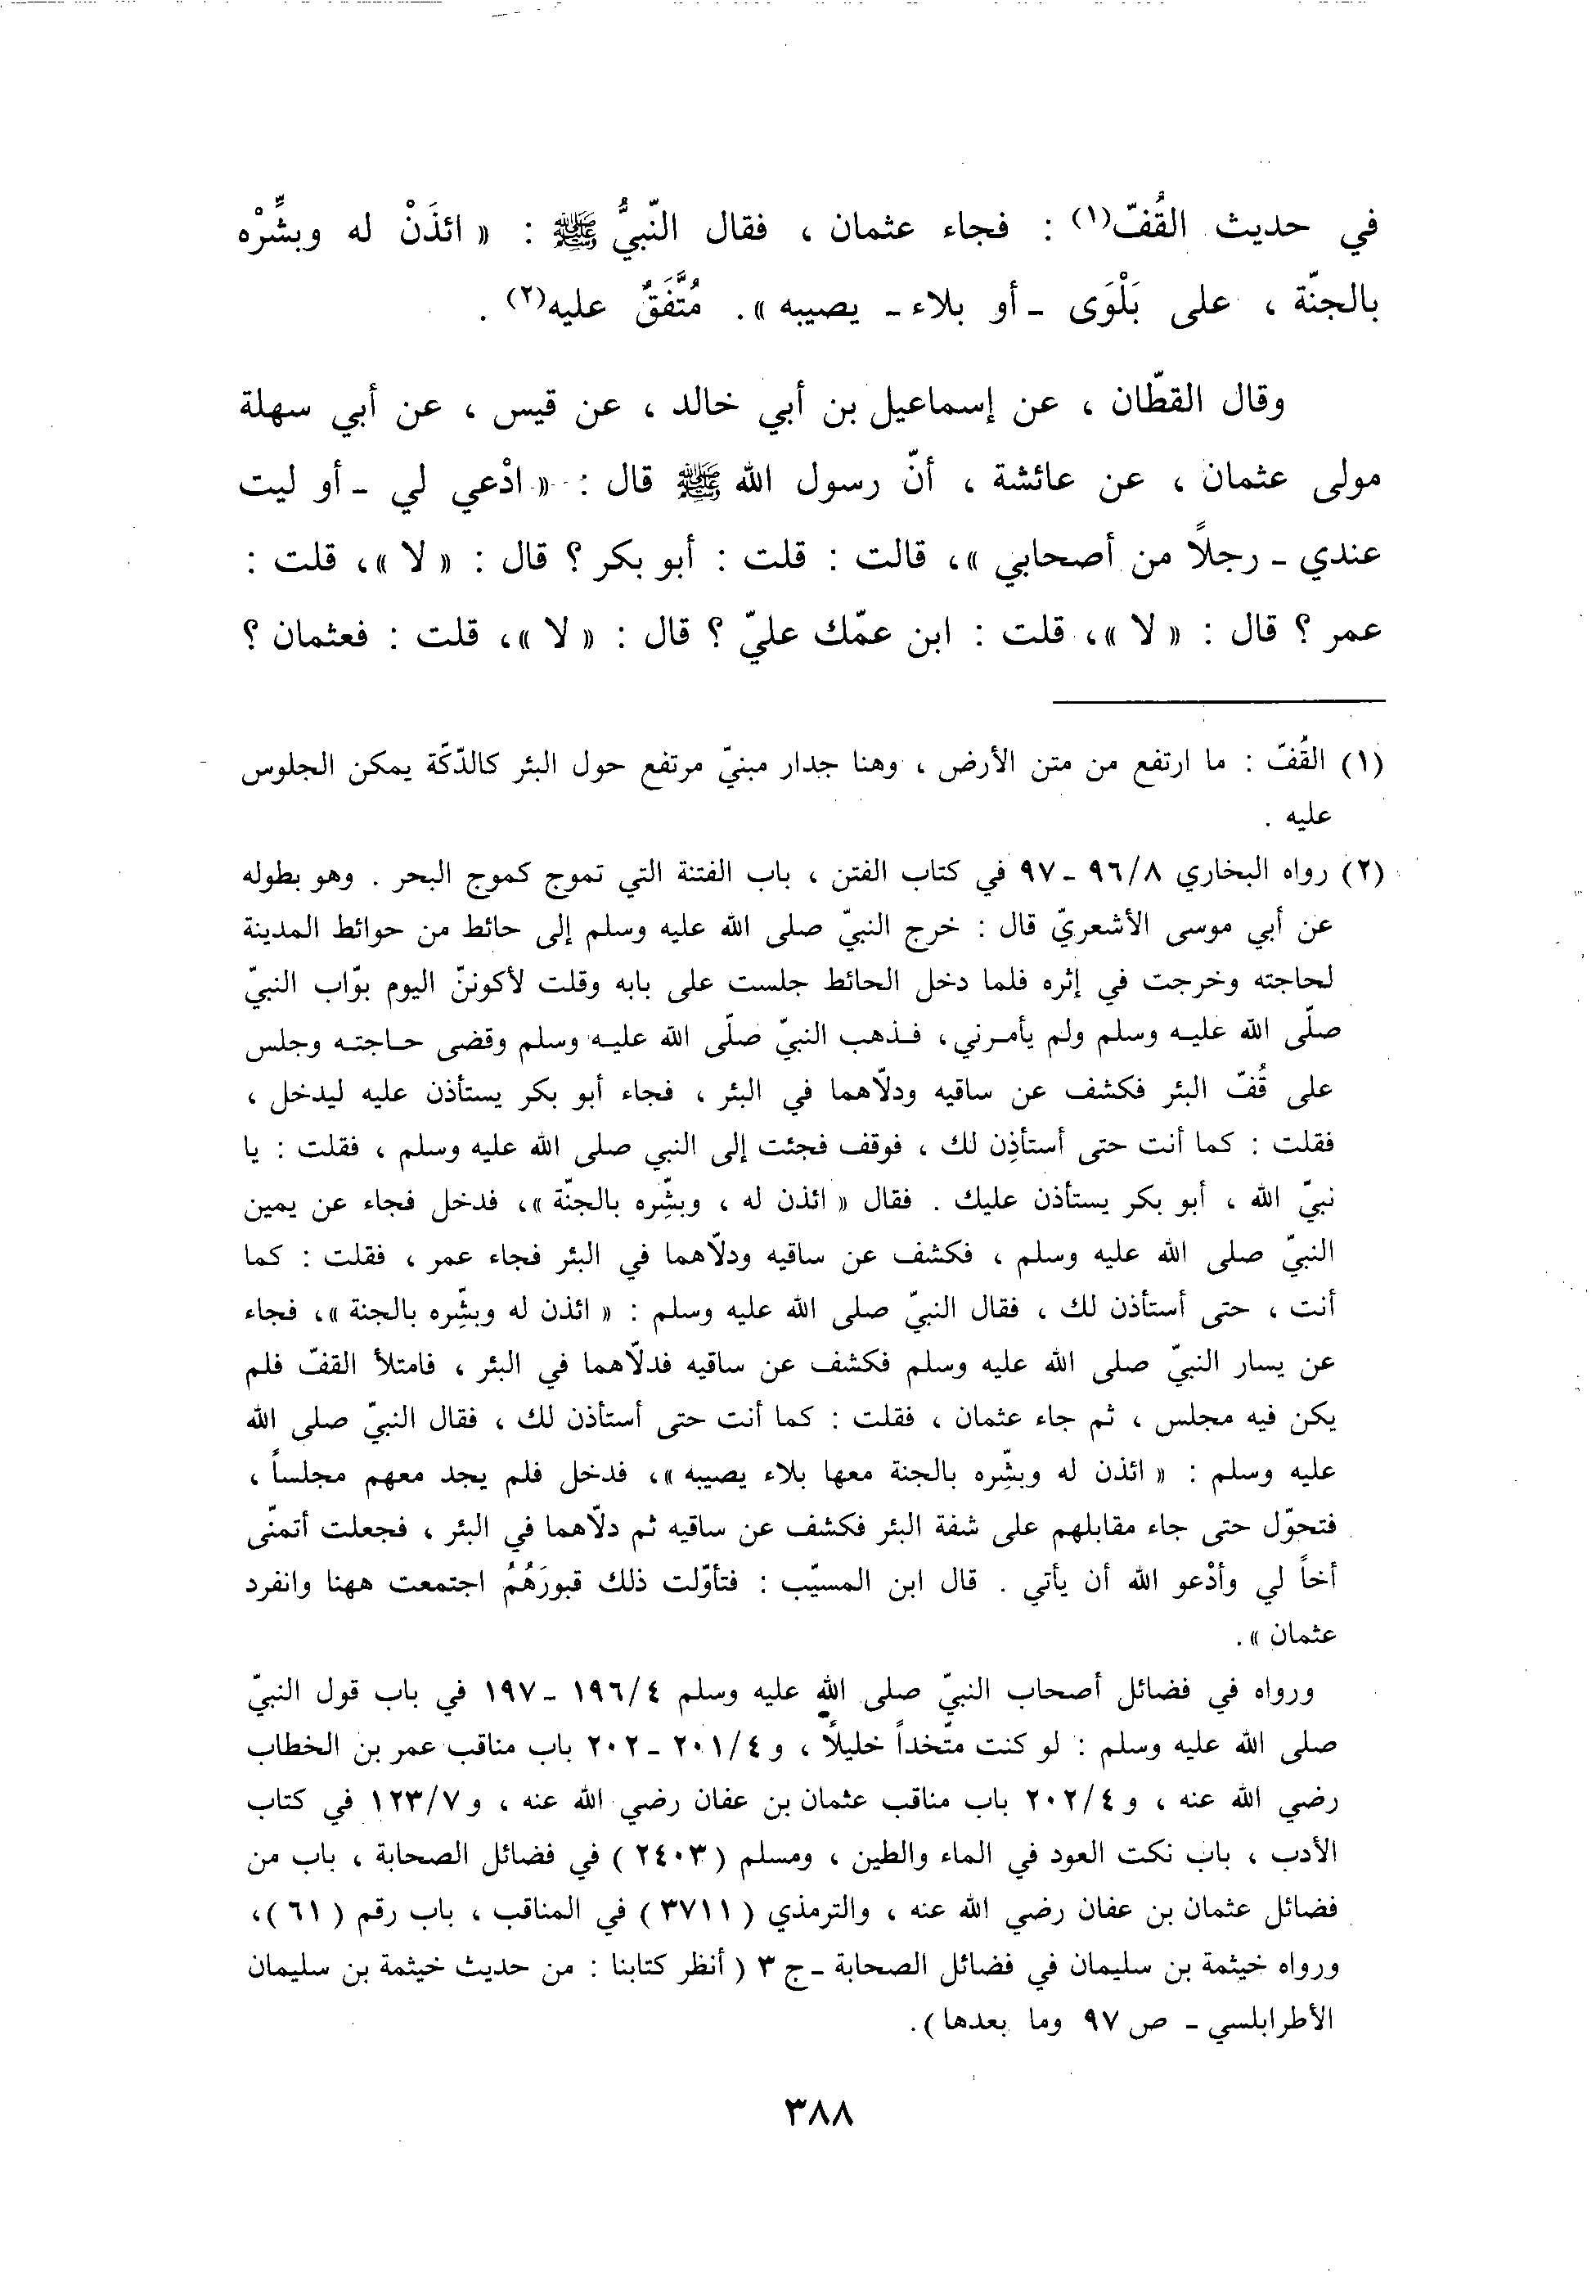 في حديث القُفّ(١) : فجاء عثمان ، فقال النّبيُّ ﷺ : « ائذَنْ له وبشِّرْه
بالجنّة ، على بَلْوَى - أو بلاء - يصيبه ». مُتَّفَقٌ عليه(٢) .
وقال القطّان ، عن إسماعيل بن أبي خالد ، عن قيس ، عن أبي سهلة
مولى عثمان ، عن عائشة ، أنّ رسول الله ﷺ قال : « ادْعي لي - أو ليت
عندي - رجلاً من أصحابي »، قالت : قلت : أبو بكر ؟ قال : « لا »، قلت :
عمر ؟ قال : « لا »، قلت : ابن عمّك عليّ ؟ قال : « لا »، قلت : فعثمان ؟
(١) القُفّ : ما ارتفع من متن الأرض ، وهنا جدار مبنيّ مرتفع حول البئر كالدّكّة يمكن الجلوس
عليه .
(٢) رواه البخاري ٩٦/٨ - ٩٧ في كتاب الفتن ، باب الفتنة التي تموج كموج البحر . وهو بطوله
عن أبي موسى الأشعريّ قال : خرج النبيّ صلى الله عليه وسلم إلى حائط من حوائط المدينة
لحاجته وخرجت في إثره فلما دخل الحائط جلست على بابه وقلت لأكوننّ اليوم بوّاب النبيّ
صلّى الله عليه وسلم ولم يأمرني، فذهب النبيّ صلّى الله عليه وسلم وقضى حاجته وجلس
على قُفّ البئر فكشف عن ساقيه ودلّاهما في البئر ، فجاء أبو بكر يستأذن عليه ليدخل ،
فقلت : كما أنت حتى أستأذِن لك ، فوقف فجئت إلى النبي صلى الله عليه وسلم ، فقلت : يا
نبيّ الله ، أبو بكر يستأذن عليك . فقال « ائذن له ، وبشِّره بالجنّة »، فدخل فجاء عن يمين
النبيّ صلى الله عليه وسلم ، فكشف عن ساقيه ودلّاهما في البئر فجاء عمر ، فقلت : كما
أنت ، حتى أستأذن لك ، فقال النبيّ صلى الله عليه وسلم : « ائذن له وبشِّره بالجنة »، فجاء
عن يسار النبيّ صلى الله عليه وسلم فكشف عن ساقيه فدلّاهما في البئر ، فامتلأ القفّ فلم
يكن فيه مجلس ، ثم جاء عثمان ، فقلت : كما أنت حتى أستأذن لك ، فقال النبيّ صلى الله
عليه وسلم : « ائذن له وبشِّره بالجنة معها بلاء يصيبه »، فدخل فلم يجد معهم مجلساً ،
فتحوّل حتى جاء مقابلهم على شفة البئر فكشف عن ساقيه ثم دلّاهما في البئر ، فجعلت أتمنّى
أخاً لي وأدْعو الله أن يأتي . قال ابن المسيّب : فتأوّلت ذلك قبورَهُمُ اجتمعت ههنا وانفرد
عثمان ».
ورواه في فضائل أصحاب النبيّ صلى الله عليه وسلم ١٩٦/٤ - ١٩٧ في باب قول النبيّ
صلى الله عليه وسلم : لو كنت متّخداً خليلاً ، و ٢٠١/٤ - ٢٠٢ باب مناقب عمر بن الخطاب
رضي الله عنه ، و ٢٠٢/٤ باب مناقب عثمان بن عفان رضي الله عنه ، و ١٢٣/٧ في كتاب
الأدب ، باب نكت العود في الماء والطين ، ومسلم ( ٢٤٠٣ ) في فضائل الصحابة ، باب من
فضائل عثمان بن عفان رضي الله عنه ، والترمذي ( ٣٧١١ ) في المناقب ، باب رقم ( ٦١ )،
ورواه خيثمة بن سليمان في فضائل الصحابة - ج ٣ ( أنظر كتابنا : من حديث خيثمة بن سليمان
الأطرابلسي - ص ٩٧ وما بعدها ).
٣٨٨